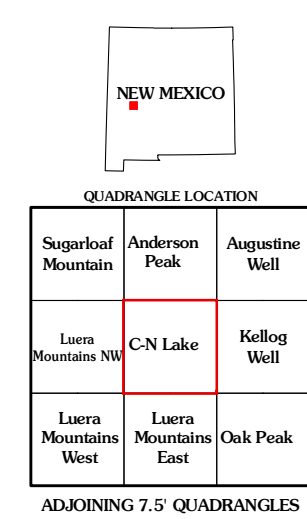 NEW MEXICO
QUADRANGLE LOCATION
Sugarloaf
Mountain
Anderson
Peak
Augustine
Well
Luera
Mountains NW
C-N Lake
Kellog
Well
Luera
Mountains
West
Luera
Mountains
East
Oak Peak
ADJOINING 7.5' QUADRANGLES